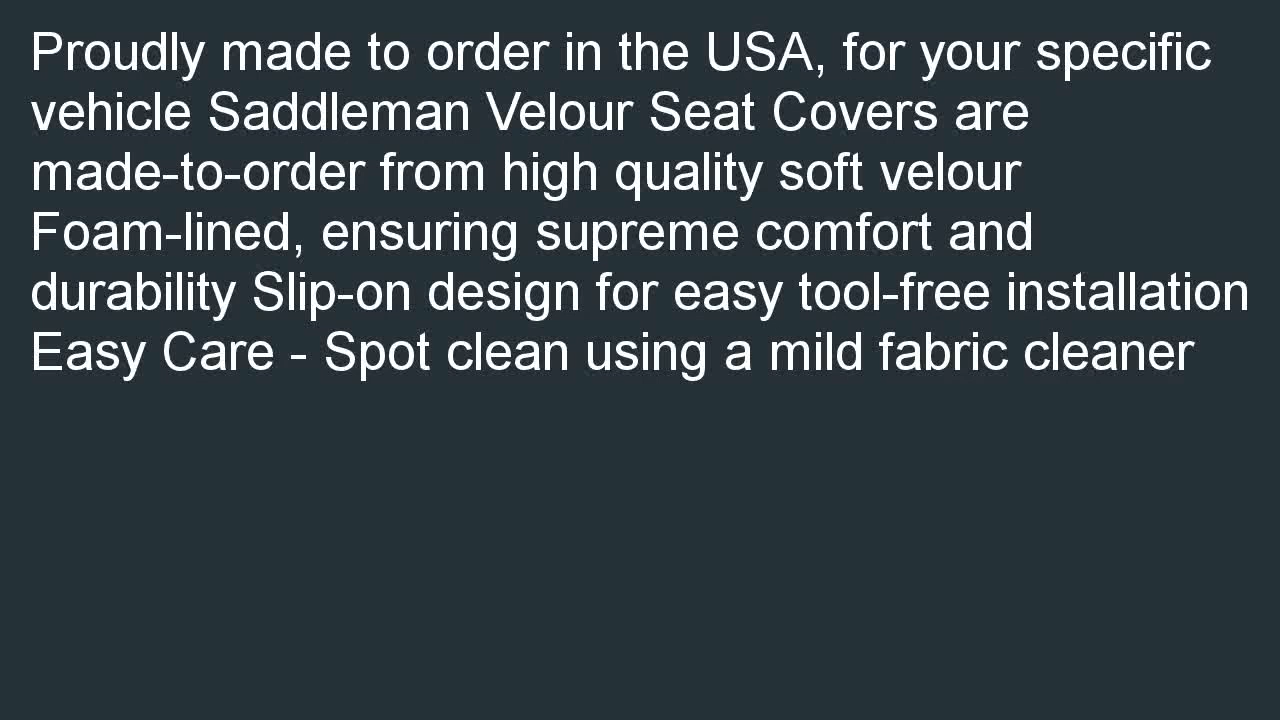 Proudly made to order in the USA, for your specific
vehicle Saddleman Velour Seat Covers are
made-to-order from high quality soft velour
Foam-lined, ensuring supreme comfort and
durability Slip-on design for easy tool-free installation
Easy Care - Spot clean using a mild fabric cleaner